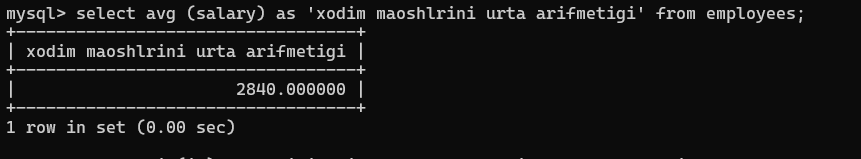 mysql> select avg (salary) as 'xodim maoshlrini urta arifmetigi' from employees;
+----------------------------------+
| xodim maoshlrini urta arifmetigi |
+----------------------------------+
|                      2840.000000 |
+----------------------------------+
1 row in set (0.00 sec)